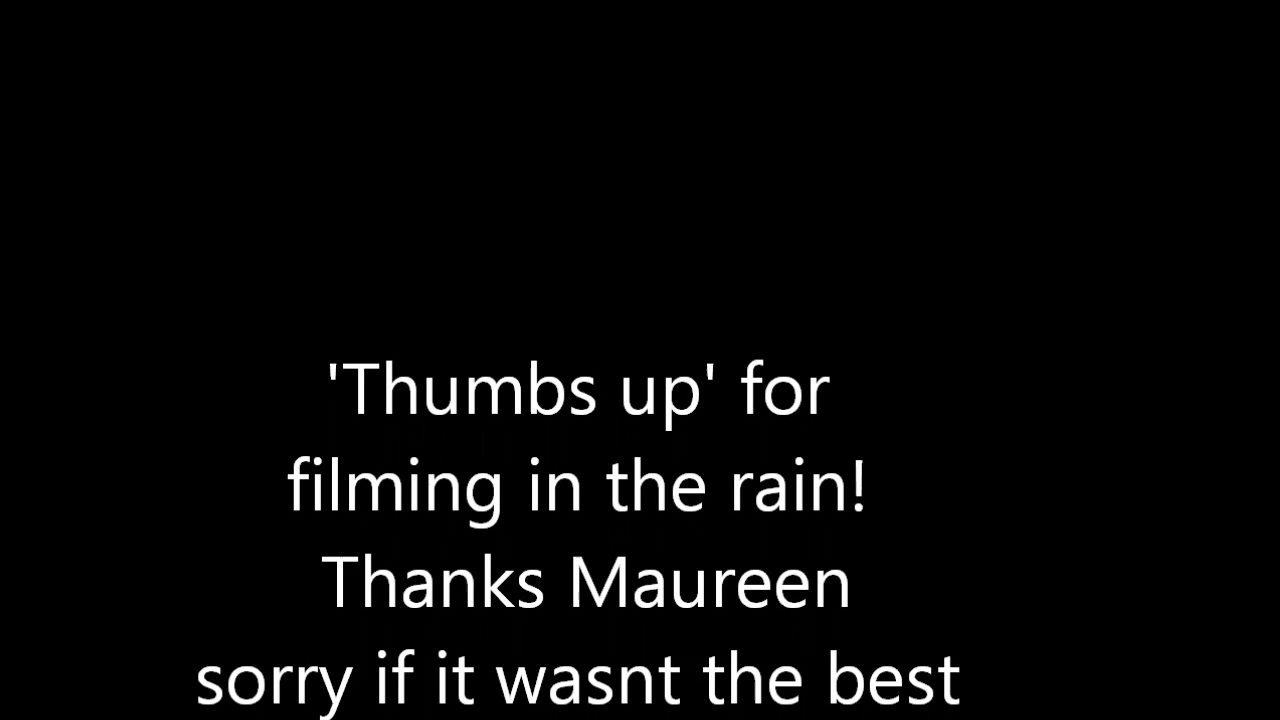 'Thumbs up' for
filming in the rain!
Thanks Maureen
sorry if it wasnt the best